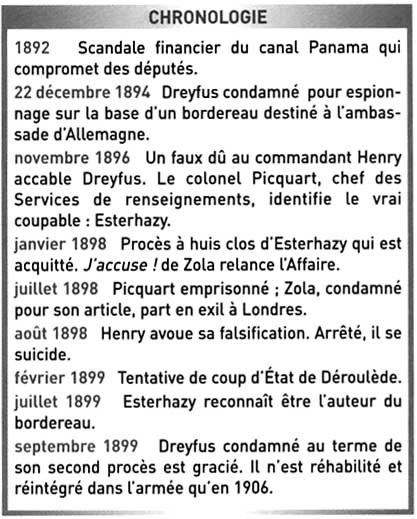 CHRONOLOGIE
1892 Scandale financier du canal Panama qui
compromet des députés.
22 décembre 1894 Dreyfus condamné pour espion-
nage sur la base d'un bordereau destiné à l'ambas-
sade d'Allemagne.
novembre 1896 Un faux dû au commandant Henry
accable Dreyfus. Le colonel Picquart, chef des
Services de renseignements, identifie le vrai
coupable : Esterhazy.
janvier 1898 Procès à huis clos d'Esterhazy qui est
acquitté. J'accuse ! de Zola relance l'Affaire.
juillet 1898 Picquart emprisonné ; Zola, condamné
pour son article, part en exil à Londres.
août 1898 Henry avoue sa falsification. Arrêté, il se
suicide.
février 1899 Tentative de coup d'État de Déroulède.
juillet 1899 Esterhazy reconnaît être l'auteur du
bordereau.
septembre 1899 Dreyfus condamné au terme de
son second procès est gracié. Il n'est réhabilité et
réintégré dans l'armée qu'en 1906.